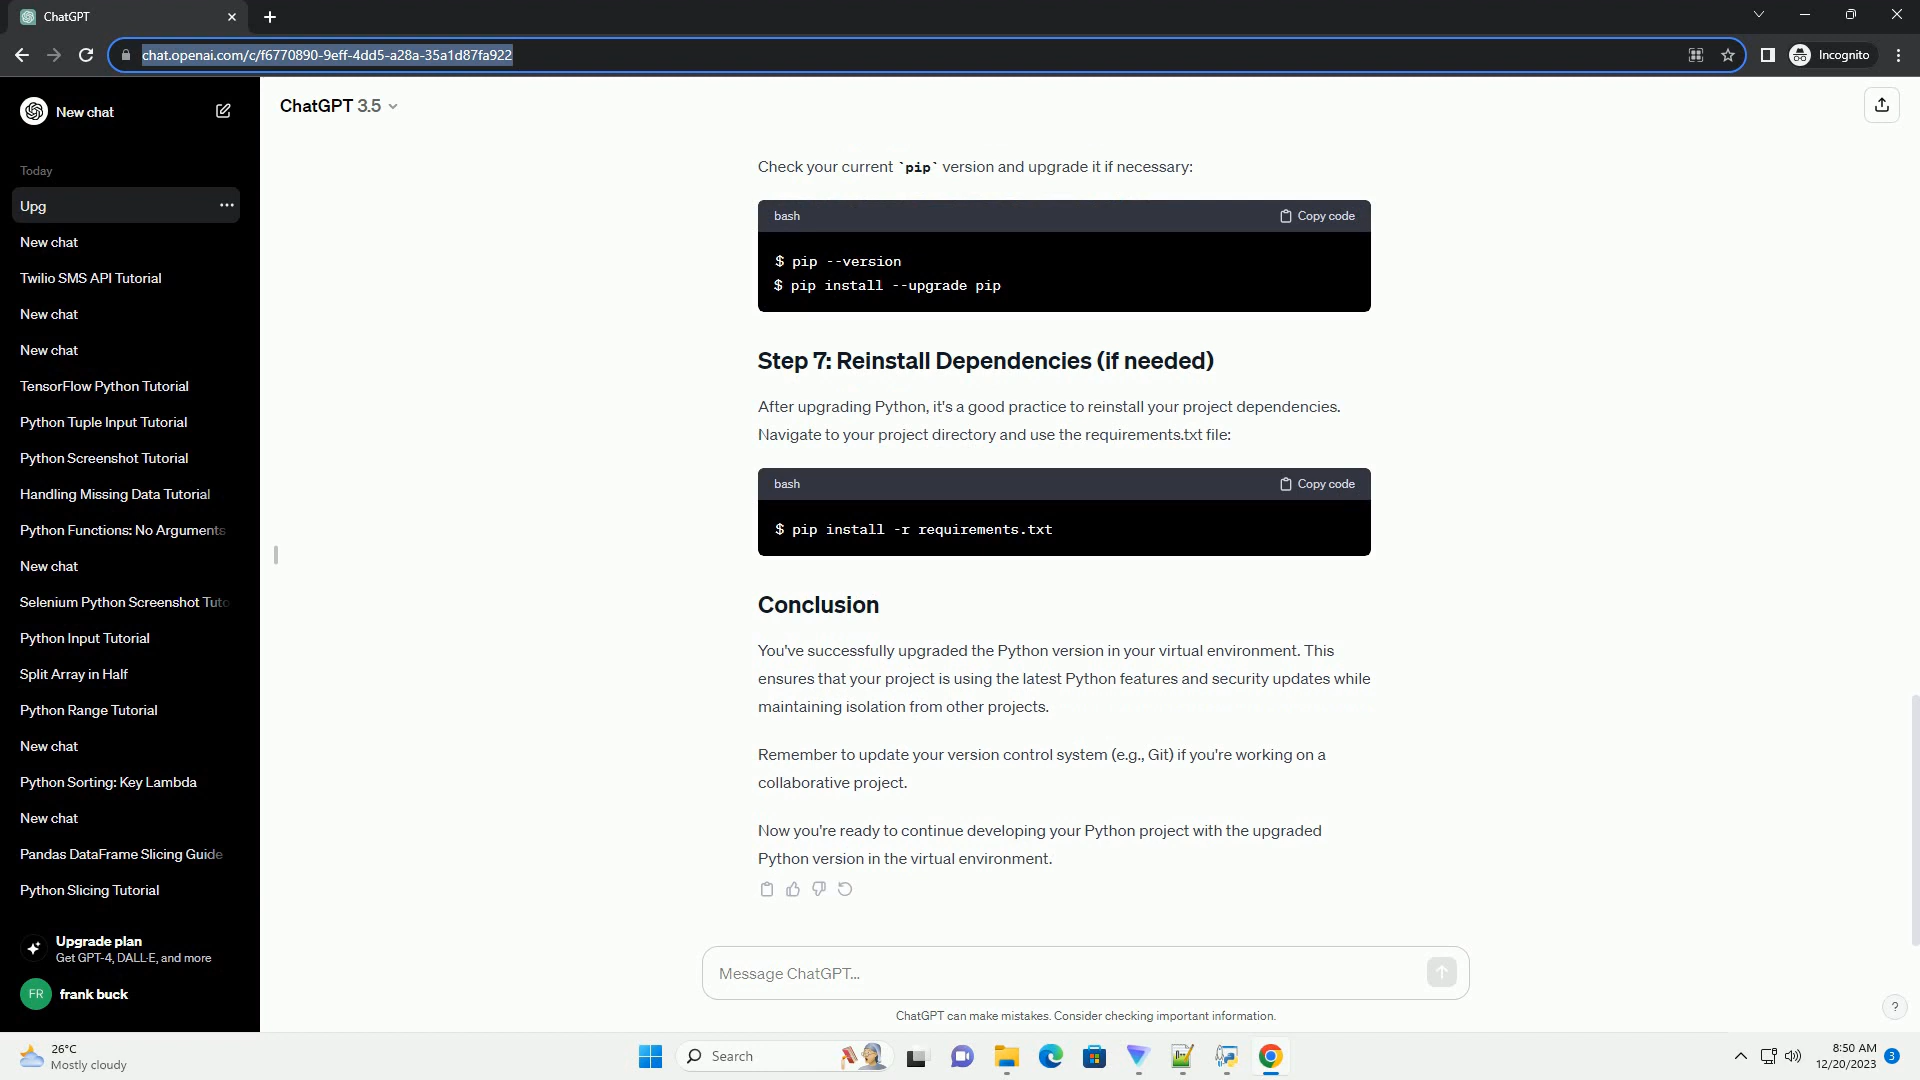 ChatGPT
chat.openai.com/c/f6770890-9eff-4dd5-a28a-35a1d87fa922
Incognito
New chat
Today
Upg
New chat
Twilio SMS API Tutorial
New chat
New chat
TensorFlow Python Tutorial
Python Tuple Input Tutorial
Python Screenshot Tutorial
Handling Missing Data Tutorial
Python Functions: No Arguments
New chat
Selenium Python Screenshot Tuto
Python Input Tutorial
Split Array in Half
Python Range Tutorial
New chat
Python Sorting: Key Lambda
New chat
Pandas DataFrame Slicing Guide
Python Slicing Tutorial
Upgrade plan
Get GPT-4, DALL·E, and more
FR frank buck
ChatGPT 3.5
Check your current `pip` version and upgrade it if necessary:
bash Copy code
$ pip --version
$ pip install --upgrade pip
Step 7: Reinstall Dependencies (if needed)
After upgrading Python, it's a good practice to reinstall your project dependencies.
Navigate to your project directory and use the requirements.txt file:
bash Copy code
$ pip install -r requirements.txt
Conclusion
You've successfully upgraded the Python version in your virtual environment. This
ensures that your project is using the latest Python features and security updates while
maintaining isolation from other projects.
Remember to update your version control system (e.g., Git) if you're working on a
collaborative project.
Now you're ready to continue developing your Python project with the upgraded
Python version in the virtual environment.
Message ChatGPT...
ChatGPT can make mistakes. Consider checking important information.
?
26°C
Mostly cloudy
Search
8:50 AM
12/20/2023
3